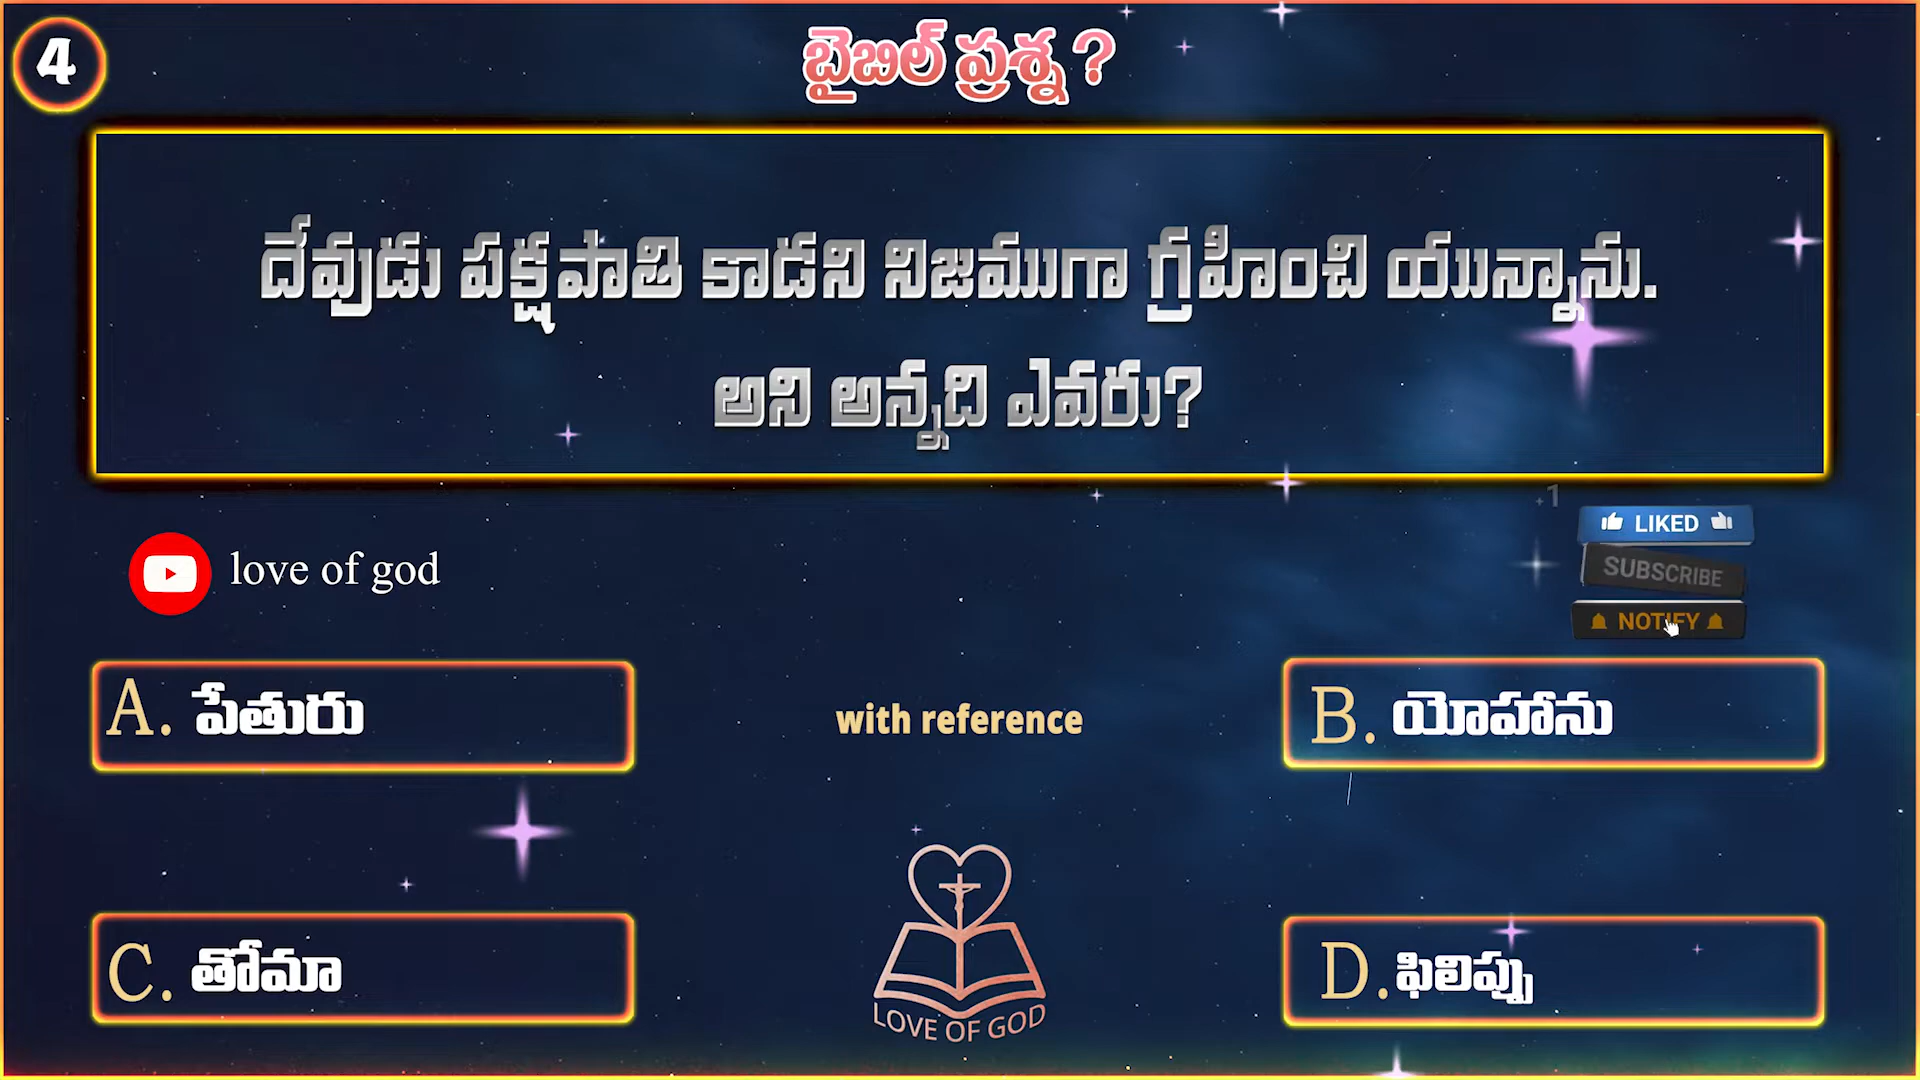 4
బైబిల్ ప్రశ్న ?
దేవుడు పక్షపాతి కాడని నిజముగా గ్రహించి యున్నాను.
అని అన్నది ఎవరు?
+1
LIKED
SUBSCRIBE
NOTIFY
love of god
A. పేతురు
with reference
B. యోహాను
C. తోమా
D. ఫిలిప్పు
LOVE OF GOD